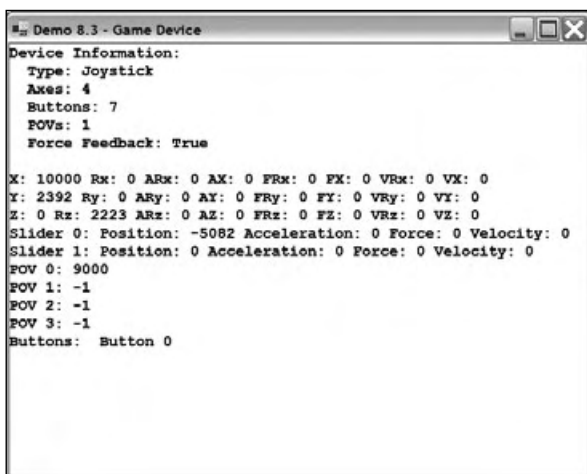 Demo 8.3 - Game Device
Device Information:
Type: Joystick
Axes: 4
Buttons: 7
POVs: 1
Force Feedback: True
X: 10000 Rx: 0 ARx: 0 AX: 0 FRx: 0 FX: 0 VRx: 0 VX: 0
Y: 2392 Ry: 0 ARy: 0 AY: 0 FRy: 0 FY: 0 VRy: 0 VY: 0
Z: 0 Rz: 2223 ARz: 0 AZ: 0 FRz: 0 FZ: 0 VRz: 0 VZ: 0
Slider 0: Position: -5082 Acceleration: 0 Force: 0 Velocity: 0
Slider 1: Position: 0 Acceleration: 0 Force: 0 Velocity: 0
POV 0: 9000
POV 1: -1
POV 2: -1
POV 3: -1
Buttons: Button 0